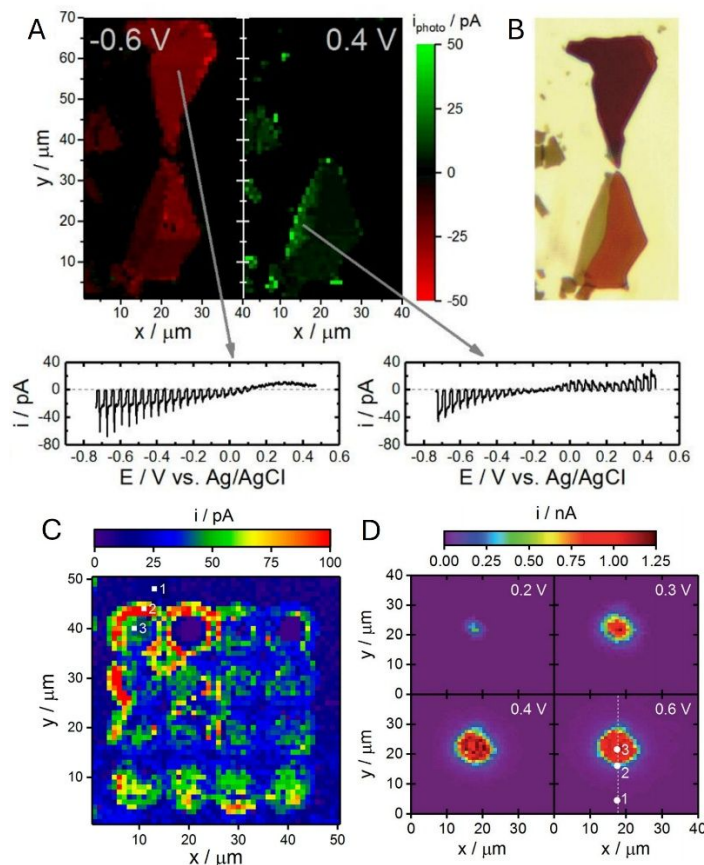 A
-0.6 V
0.4 V
i photo / pA
50
25
0
-25
-50
B
y / μm
70
60
50
40
30
20
10
10 20 30 40
10 20 30 40
x / μm
x / μm
i / pA
40
0
-40
-80
-0.8 -0.6 -0.4 -0.2 0.0 0.2 0.4 0.6
E / V vs. Ag/AgCl
i / pA
40
0
-40
-80
-0.8 -0.6 -0.4 -0.2 0.0 0.2 0.4 0.6
E / V vs. Ag/AgCl
C
i / pA
0 25 50 75 100
y / μm
50
40
30
20
10
0
1
2
3
0 10 20 30 40 50
x / μm
D
i / nA
0.00 0.25 0.50 0.75 1.00 1.25
y / μm
40
30
20
10
0
0.2 V
0.3 V
y / μm
40
30
20
10
0
0.4 V
0.6 V
3
2
1
0 10 20 30 40
10 20 30 40
x / μm
x / μm